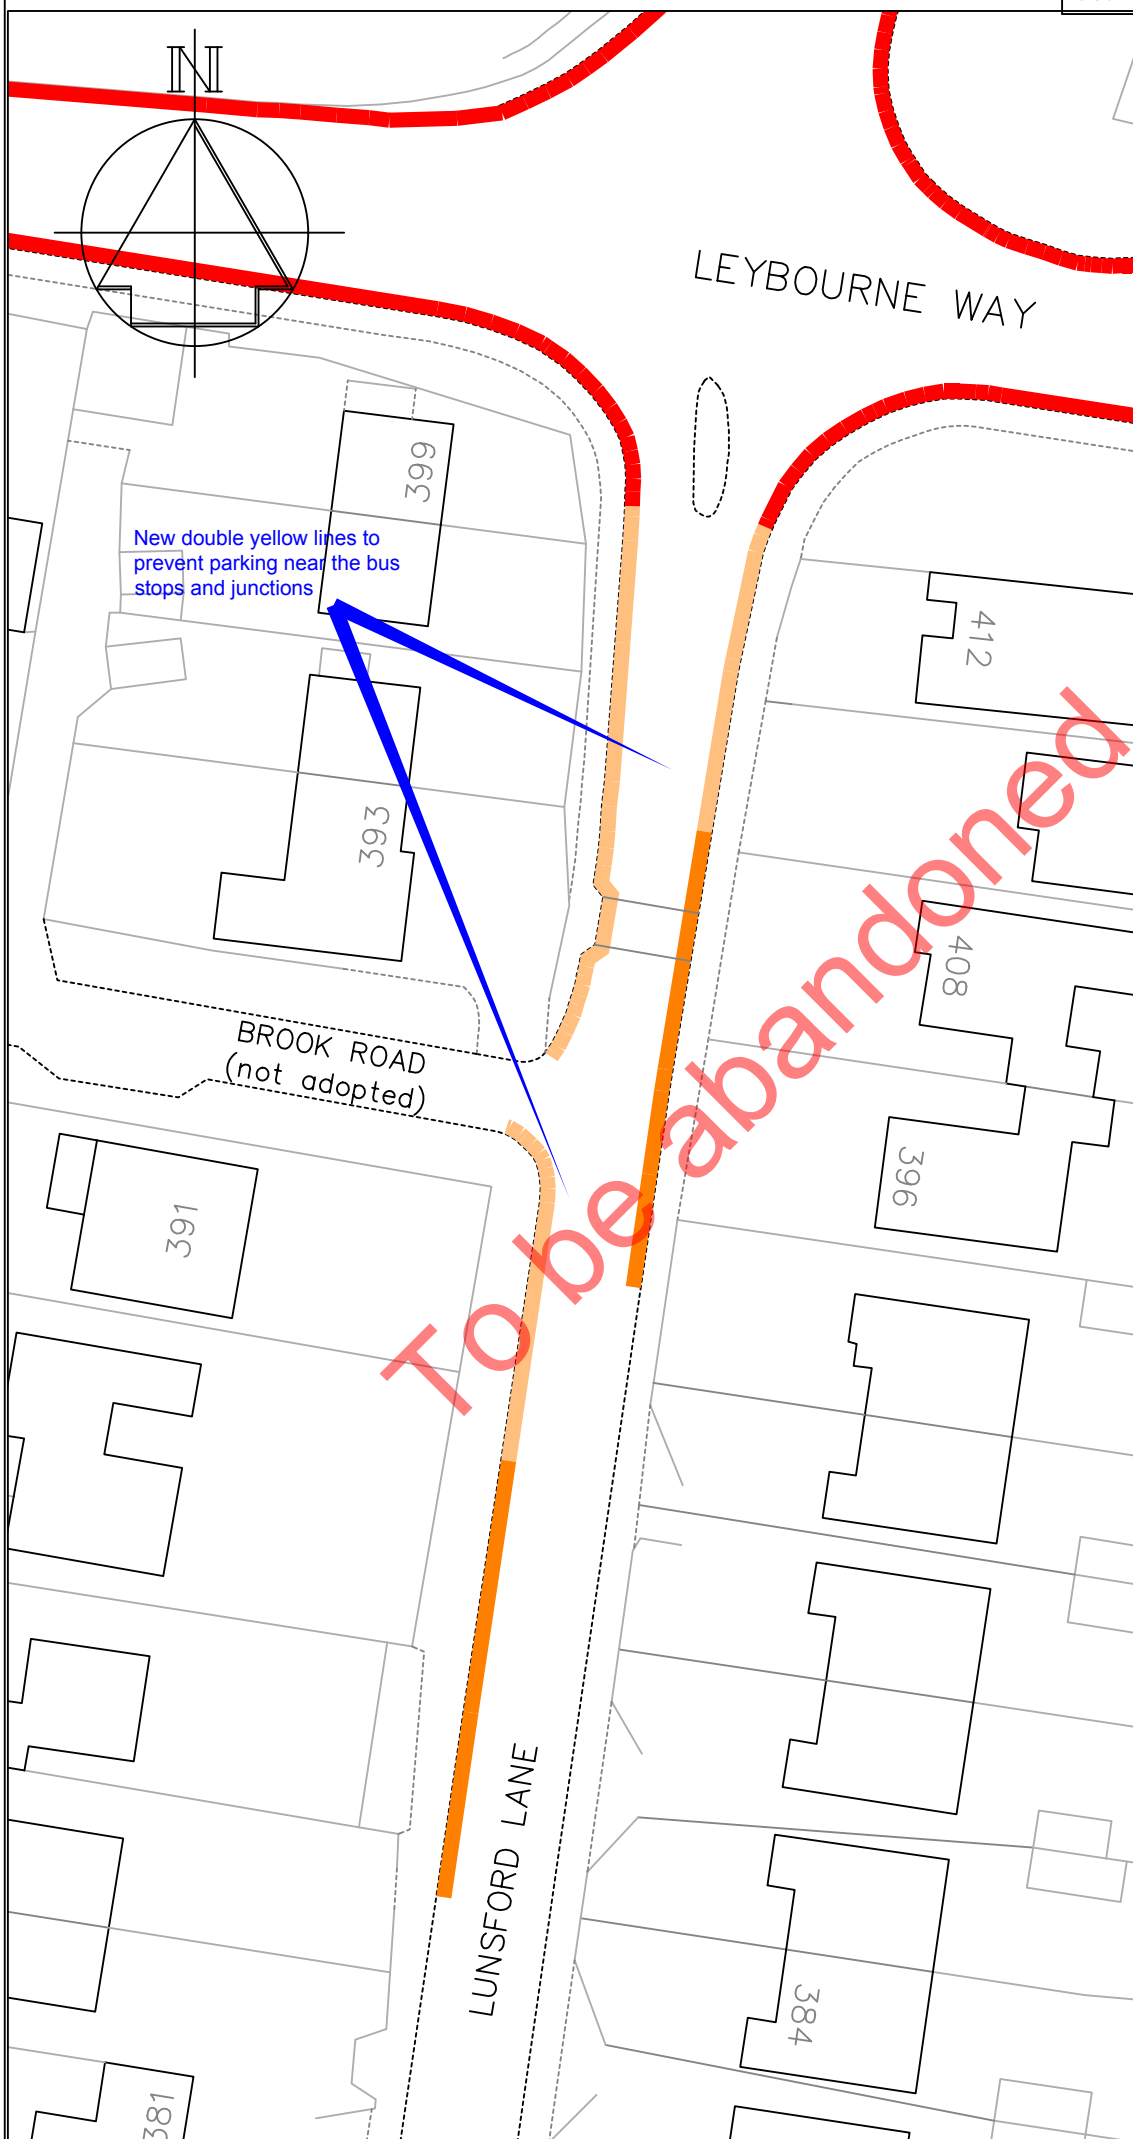 N
LEYBOURNE WAY
399
New double yellow lines to
prevent parking near the bus
stops and junctions
412
393
To be abandoned
408
BROOK ROAD
(not adopted)
396
391
LUNSFORD LANE
384
381